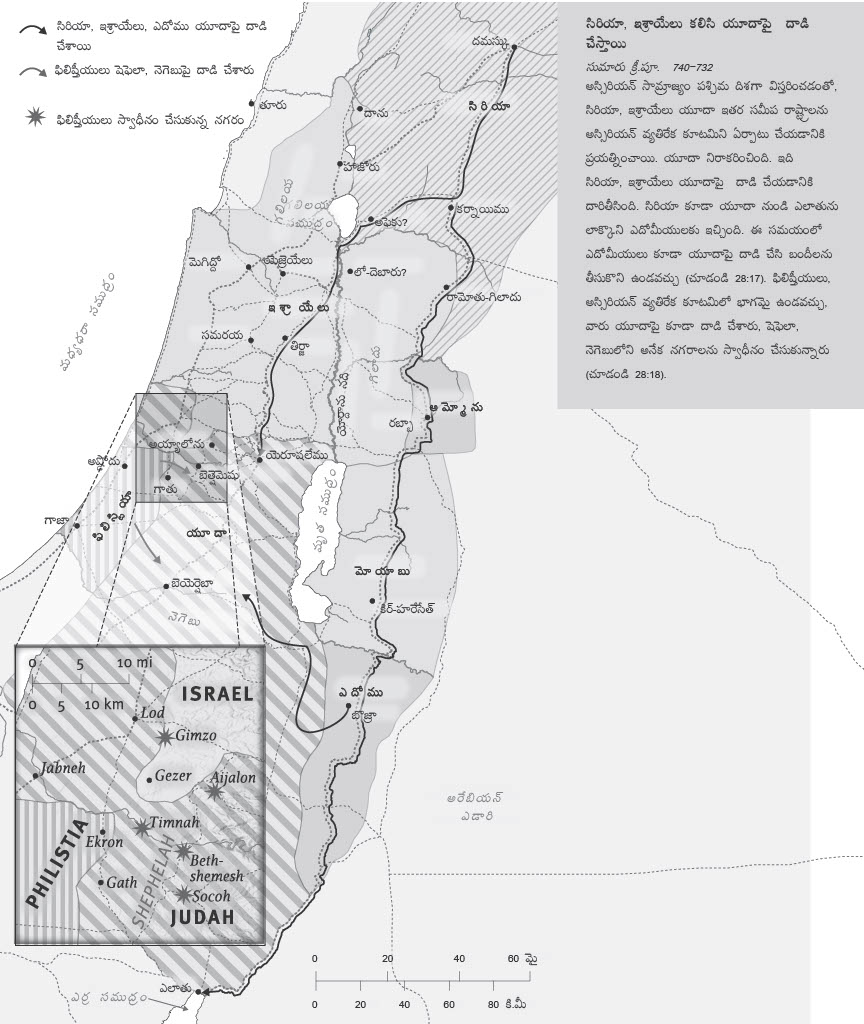 సిరియా, ఇశ్రాయేలు, ఎదోము యూదాపై దాడి
చేశాయి
ఫిలిష్తీయులు షెఫెలా, నెగెబుపై దాడి చేశారు
ఫిలిష్తీయులు స్వాధీనం చేసుకున్న నగరం
సిరియా, ఇశ్రాయేలు కలిసి యూదాపై దాడి
చేస్తాయి
సుమారు క్రీ.పూ. 740–732
అస్సిరియన్ సామ్రాజ్యం పశ్చిమ దిశగా విస్తరించడంతో,
సిరియా, ఇశ్రాయేలు యూదా ఇతర సమీప రాష్ట్రాలను
అస్సిరియన్ వ్యతిరేక కూటమిని ఏర్పాటు చేయడానికి
ప్రయత్నించాయి. యూదా నిరాకరించింది. ఇది
సిరియా, ఇశ్రాయేలు యూదాపై దాడి చేయడానికి
దారితీసింది. సిరియా కూడా యూదా నుండి ఎలాతును
లాక్కొని ఎదోమీయులకు ఇచ్చింది. ఈ సమయంలో
ఎదోమీయులు కూడా యూదాపై దాడి చేసి బందీలను
తీసుకొని ఉండవచ్చు (చూడండి 28:17). ఫిలిష్తీయులు,
అస్సిరియన్ వ్యతిరేక కూటమిలో భాగమై ఉండవచ్చు,
వారు యూదాపై కూడా దాడి చేశారు, షెఫెలా,
నెగెబులోని అనేక నగరాలను స్వాధీనం చేసుకున్నారు
(చూడండి 28:18).
దమస్కు
తూరు
దాను
సిరియా
హాజోరు
గలిలయ
గలిలయ
సముద్రం
అఫెకు?
కర్నాయిము
మెగిద్దో
యెజ్రెయేలు
లో-దెబారు?
రామోతు-గిలాదు
మధ్యధరా సముద్రం
ఇశ్రాయేలు
సమరయ
తిర్జా
గిలాదు
అమ్మోను
రబ్బా
అయ్యాలోను
యెరూషలేము
అష్డోదు
బెత్షెమెషు
గాతు
గాజా
ఫిలిష్తియా
యూదా
మృత సముద్రం
బెయెర్షెబా
మోయాబు
నెగెబు
కీర్-హరేసేత్
ఎదోము
బొజ్రా
0 5 10 mi
0 5 10 km
ISRAEL
Lod
Gimzo
Jabneh
Gezer
Aijalon
Timnah
Ekron
PHILISTIA
SHEPHELAH
Beth-
shemesh
Gath
Socoh
JUDAH
అరేబియన్
ఎడారి
ఎలాతు
ఎర్ర సముద్రం
0 20 40 60 మై
0 20 40 60 80 కి.మీ